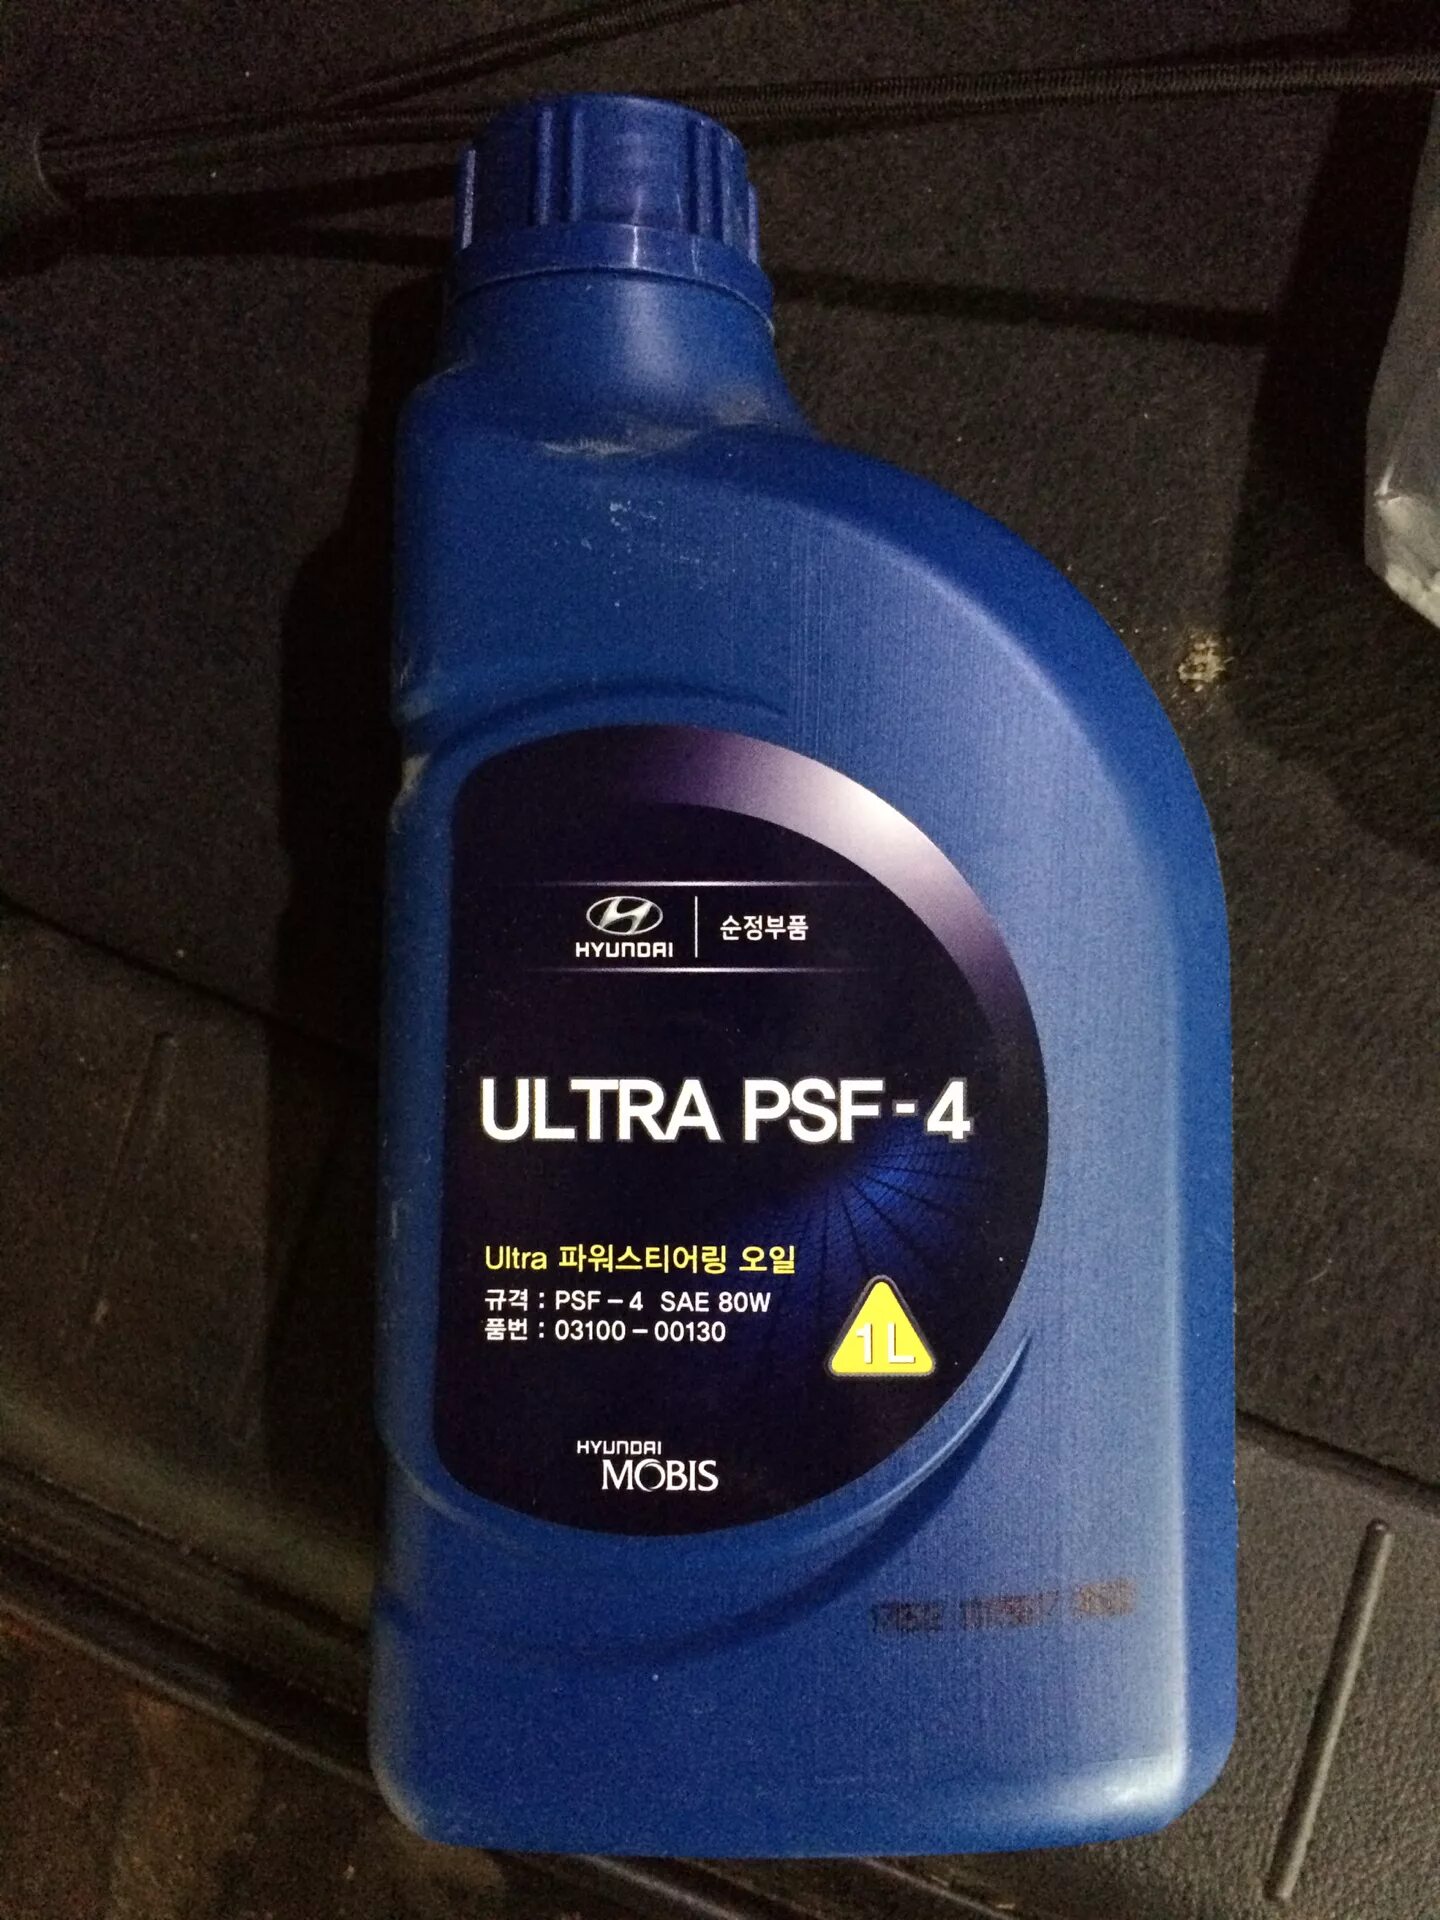 HYUNDAI
순정부품
ULTRA PSF-4
Ultra 파워스티어링 오일
규격 : PSF-4 SAE 80W
품번 : 03100-00130
1L
HYUNDAI
MOBIS